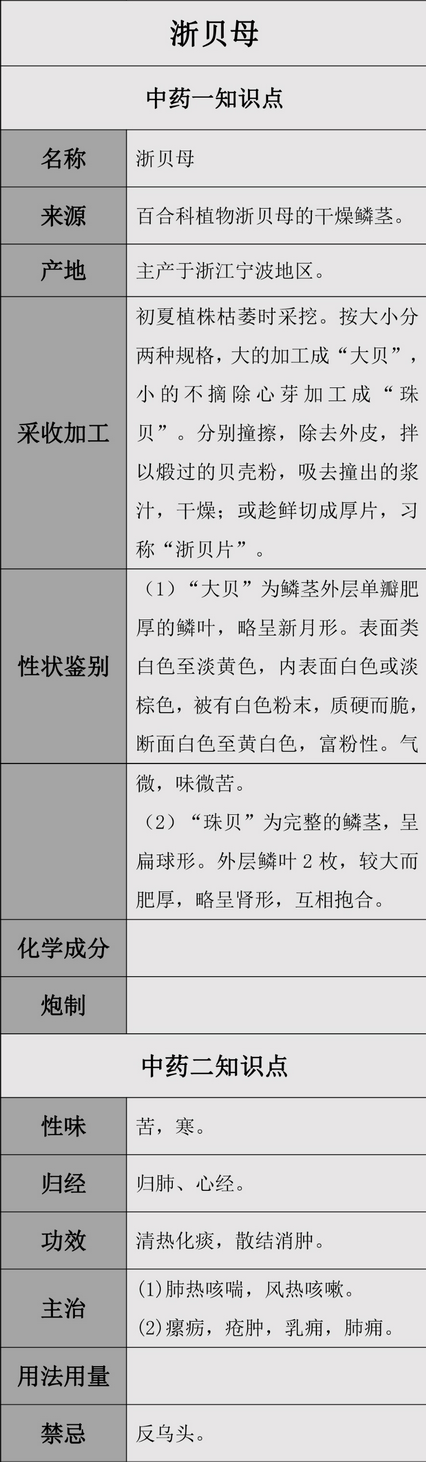 浙贝母
中药一知识点
名称
浙贝母
来源
百合科植物浙贝母的干燥鳞茎。
产地
主产于浙江宁波地区。
采收加工
初夏植株枯萎时采挖。按大小分
两种规格，大的加工成“大贝”，
小的不摘除心芽加工成“珠
贝”。分别撞擦，除去外皮，拌
以煅过的贝壳粉，吸去撞出的浆
汁，干燥；或趁鲜切成厚片，习
称“浙贝片”。
性状鉴别
（1）“大贝”为鳞茎外层单瓣肥
厚的鳞叶，略呈新月形。表面类
白色至淡黄色，内表面白色或淡
棕色，被有白色粉末，质硬而脆，
断面白色至黄白色，富粉性。气
微，味微苦。
（2）“珠贝”为完整的鳞茎，呈
扁球形。外层鳞叶2枚，较大而
肥厚，略呈肾形，互相抱合。
化学成分
炮制
中药二知识点
性味
苦，寒。
归经
归肺、心经。
功效
清热化痰，散结消肿。
主治
(1)肺热咳喘，风热咳嗽。
(2)瘰疬，疮肿，乳痈，肺痈。
用法用量
禁忌
反乌头。